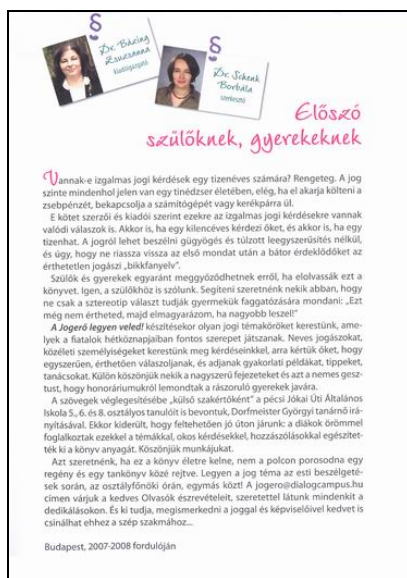 §
§
Dr. Báxing
Zsuzsanna
kiadóigazgató
Dr. Schenk
Borbála
szerkesztő
Előszó
szülőknek, gyerekeknek
Vannak-e izgalmas jogi kérdések egy tizenéves számára? Rengeteg. A jog
szinte mindenhol jelen van egy tinédzser életében, elég, ha el akarja költeni a
zsebpénzét, bekapcsolja a számítógépét vagy kerékpárra ül.
E kötet szerzői és kiadói szerint ezekre az izgalmas jogi kérdésekre vannak
valódi válaszok is. Akkor is, ha egy kilencéves kérdezi őket, és akkor is, ha egy
tizenhat. A jogról lehet beszélni gügyögés és túlzott leegyszerűsítés nélkül,
és úgy, hogy ne riassza vissza az első mondat után a bátor érdeklődőket az
érthetetlen jogászi „bikkfanyelv".
Szülők és gyerekek egyaránt meggyőződhetnek erről, ha elolvassák ezt a
könyvet. Igen, a szülőkhöz is szólunk. Segíteni szeretnénk nekik abban, hogy
ne csak a sztereotip választ tudják gyermekük faggatózására mondani: „Ezt
még nem értheted, majd elmagyarázom, ha nagyobb leszel!"
A Jogerő legyen veled! készítésekor olyan jogi témaköröket kerestünk, ame-
lyek a fiatalok hétköznapjaiban fontos szerepet játszanak. Neves jogászokat,
közéleti személyiségeket kerestünk meg kérdéseinkkel, arra kértük őket, hogy
egyszerűen, érthetően válaszoljanak, és adjanak gyakorlati példákat, tippeket,
tanácsokat. Külön köszönjük nekik a nagyszerű fejezeteket és azt a nemes gesz-
tust, hogy honoráriumukról lemondtak a rászoruló gyerekek javára.
A szövegek véglegesítésébe „külső szakértőként" a pécsi Jókai Úti Általános
Iskola 5., 6. és 8. osztályos tanulóit is bevontuk, Dorfmeister Györgyi tanárnő irá-
nyításával. Ekkor kiderült, hogy feltehetően jó úton járunk: a diákok örömmel
foglalkoztak ezekkel a témákkal, okos kérdésekkel, hozzászólásokkal egészítet-
ték ki a könyv anyagát. Köszönjük munkájukat.
Azt szeretnénk, ha ez a könyv életre kelne, nem a polcon porosodna egy
regény és egy tankönyv közé rejtve. Legyen a jog téma az esti beszélgeté-
sek során, az osztályfőnöki órán, egymás közt! A jogero@dialogcampus.hu
címen várjuk a kedves Olvasók észrevételeit, szeretettel látunk mindenkit a
dedikálásokon. És ki tudja, megismerkedni a joggal és képviselőivel kedvet is
csinálhat ehhez a szép szakmához...
Budapest, 2007-2008 fordulóján